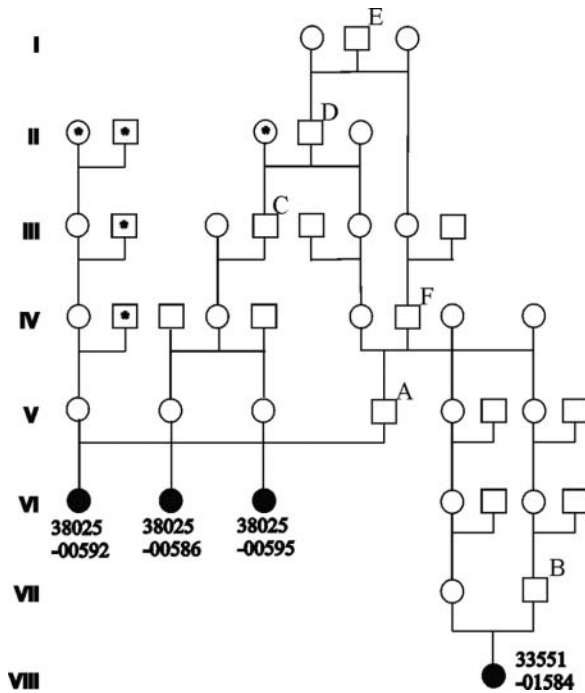 I
E
II
D
III
C
IV
F
V
A
VI
38025
-00592
38025
-00586
38025
-00595
VII
B
VIII
33551
-01584